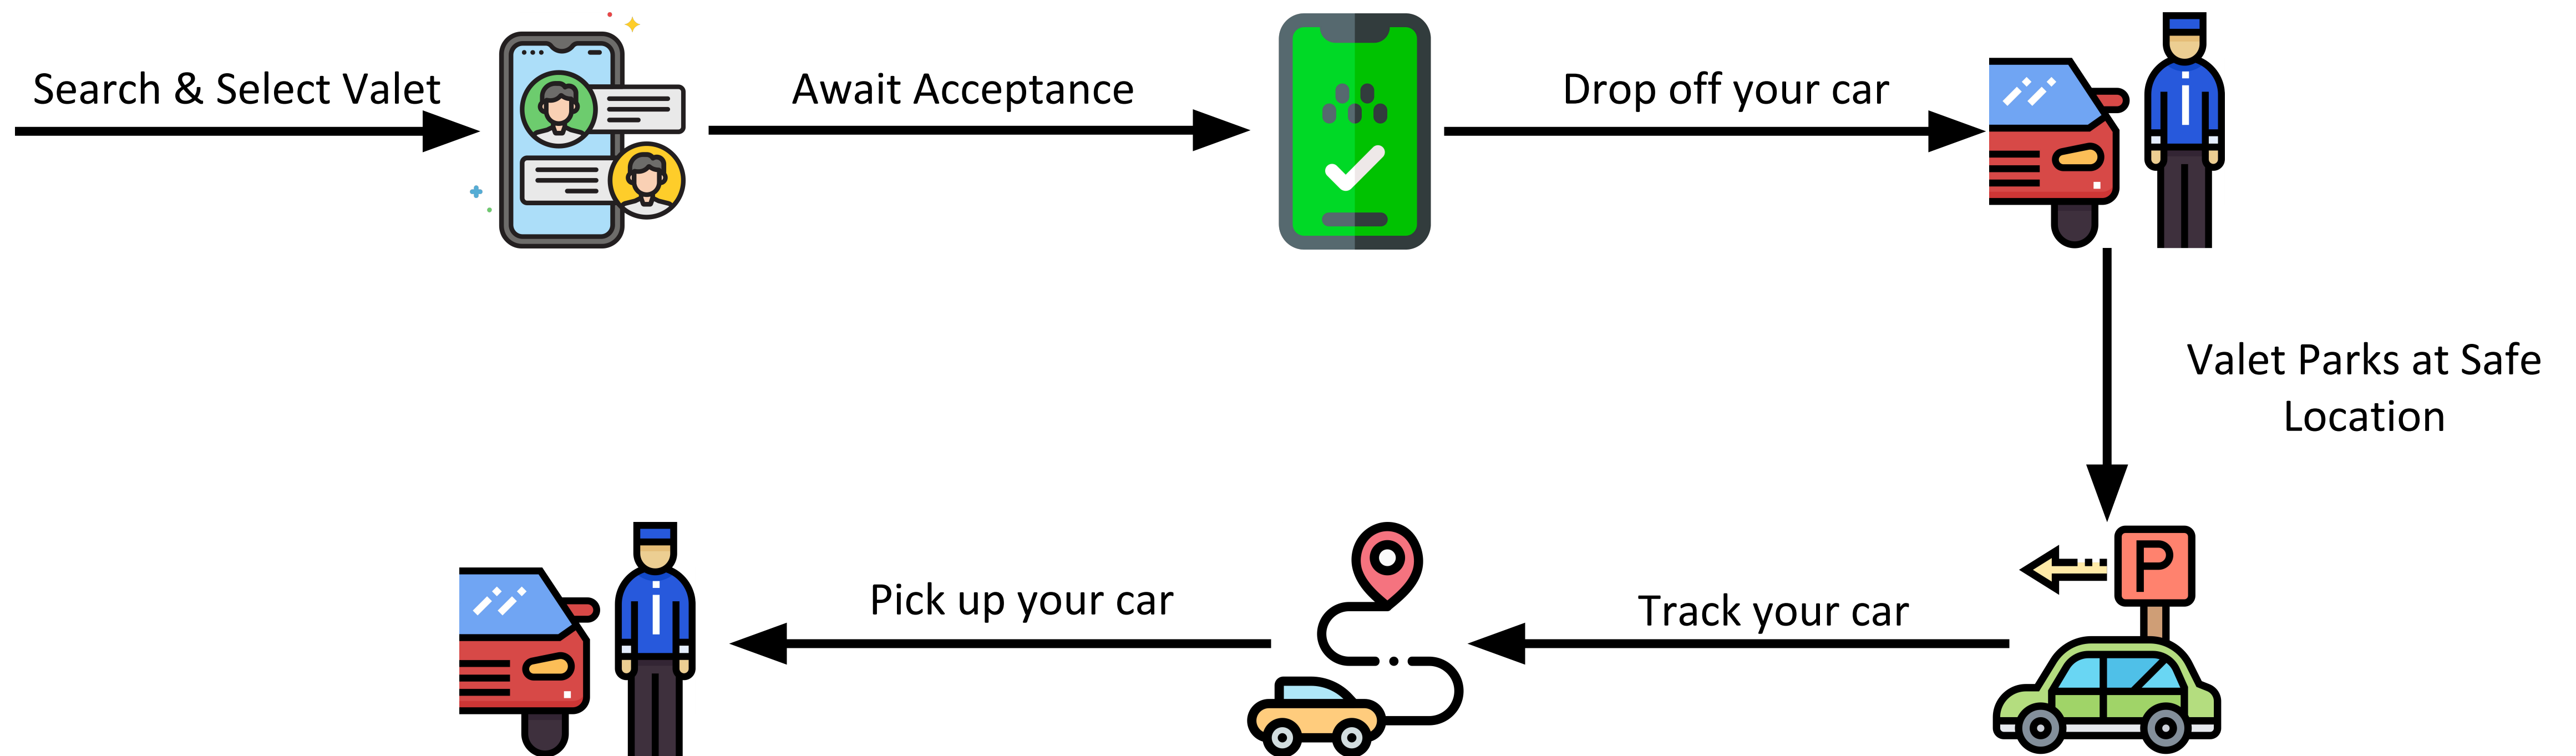 Search & Select Valet
Await Acceptance
Drop off your car
Valet Parks at Safe
Location
P
Track your car
Pick up your car